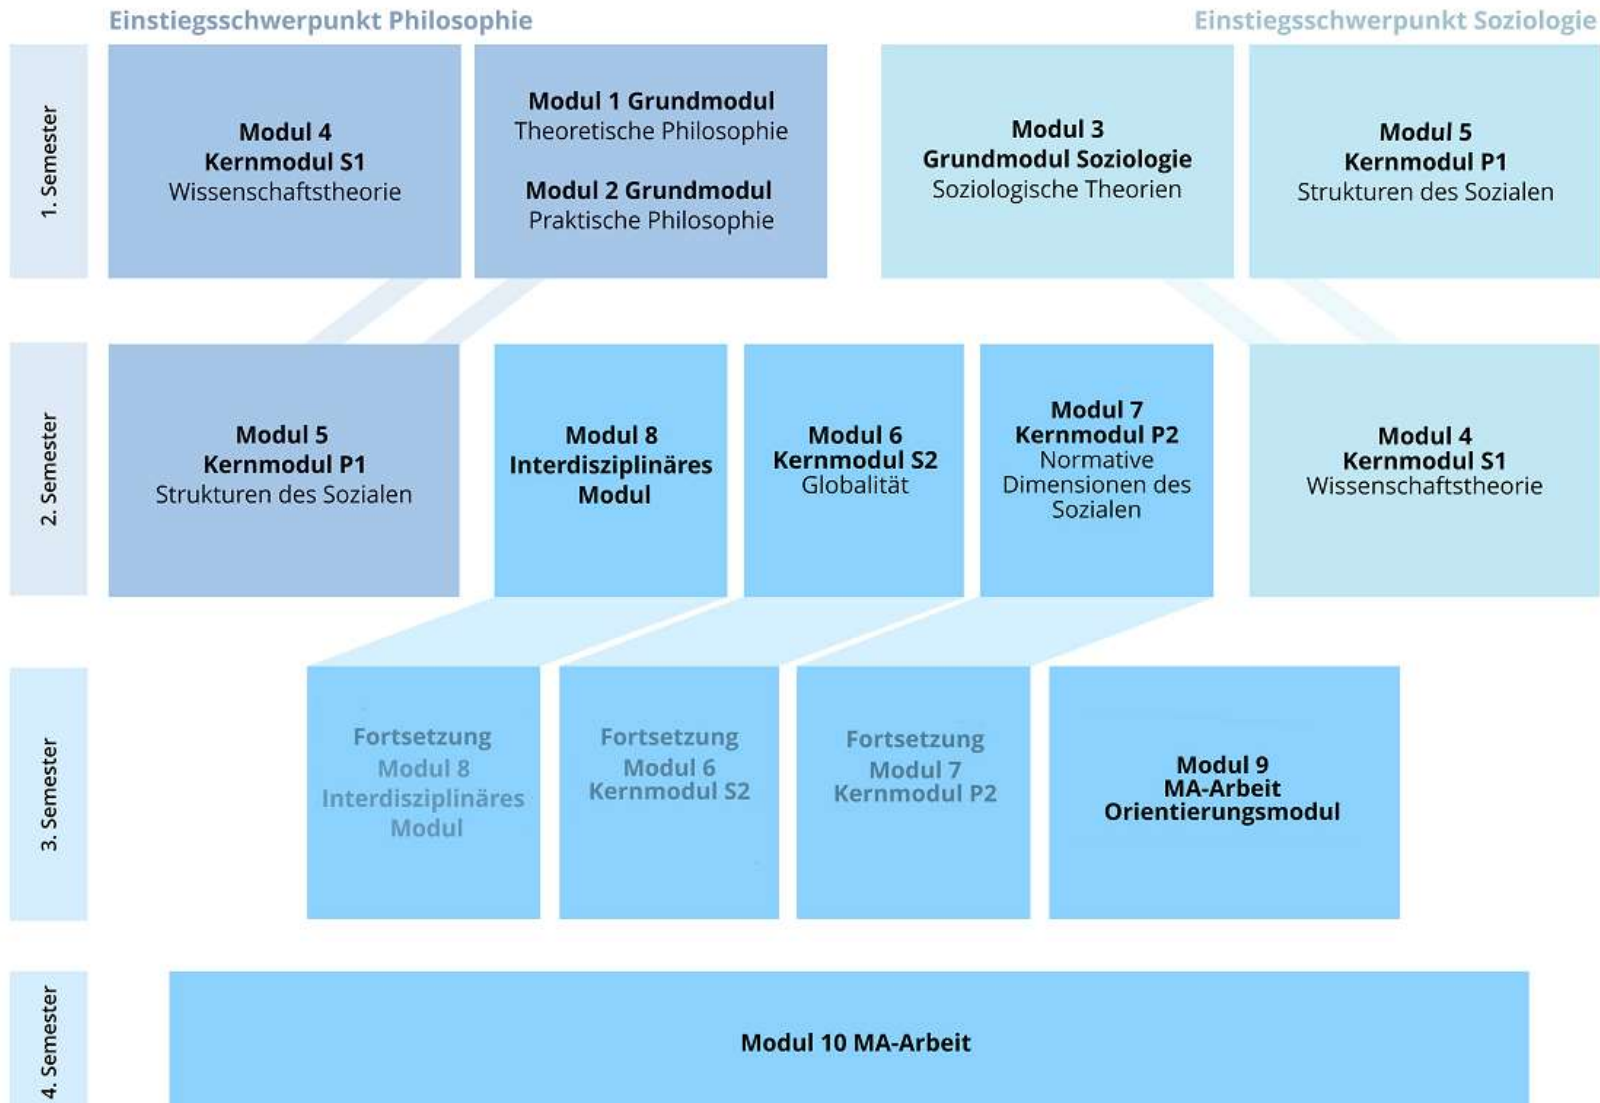 Einstiegsschwerpunkt Philosophie
Einstiegsschwerpunkt Soziologie
1. Semester
Modul 4
Kernmodul S1
Wissenschaftstheorie
Modul 1 Grundmodul
Theoretische Philosophie
Modul 2 Grundmodul
Praktische Philosophie
Modul 3
Grundmodul Soziologie
Soziologische Theorien
Modul 5
Kernmodul P1
Strukturen des Sozialen
2. Semester
Modul 5
Kernmodul P1
Strukturen des Sozialen
Modul 8
Interdisziplinäres
Modul
Modul 6
Kernmodul S2
Globalität
Modul 7
Kernmodul P2
Normative
Dimensionen des
Sozialen
Modul 4
Kernmodul S1
Wissenschaftstheorie
3. Semester
Fortsetzung
Modul 8
Interdisziplinäres
Modul
Fortsetzung
Modul 6
Kernmodul S2
Fortsetzung
Modul 7
Kernmodul P2
Modul 9
MA-Arbeit
Orientierungsmodul
4. Semester
Modul 10 MA-Arbeit